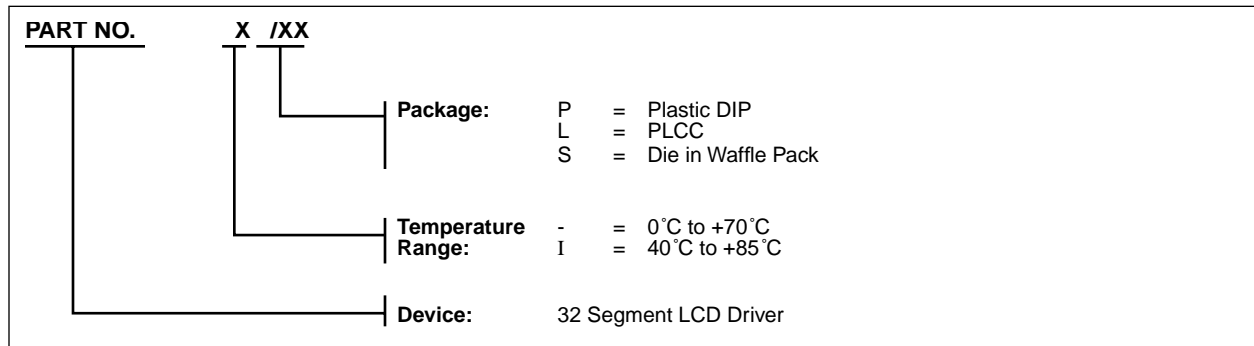 PART NO. X /XX
Package: P = Plastic DIP
L = PLCC
S = Die in Waffle Pack
Temperature - = 0˚C to +70˚C
Range: I = 40˚C to +85˚C
Device: 32 Segment LCD Driver